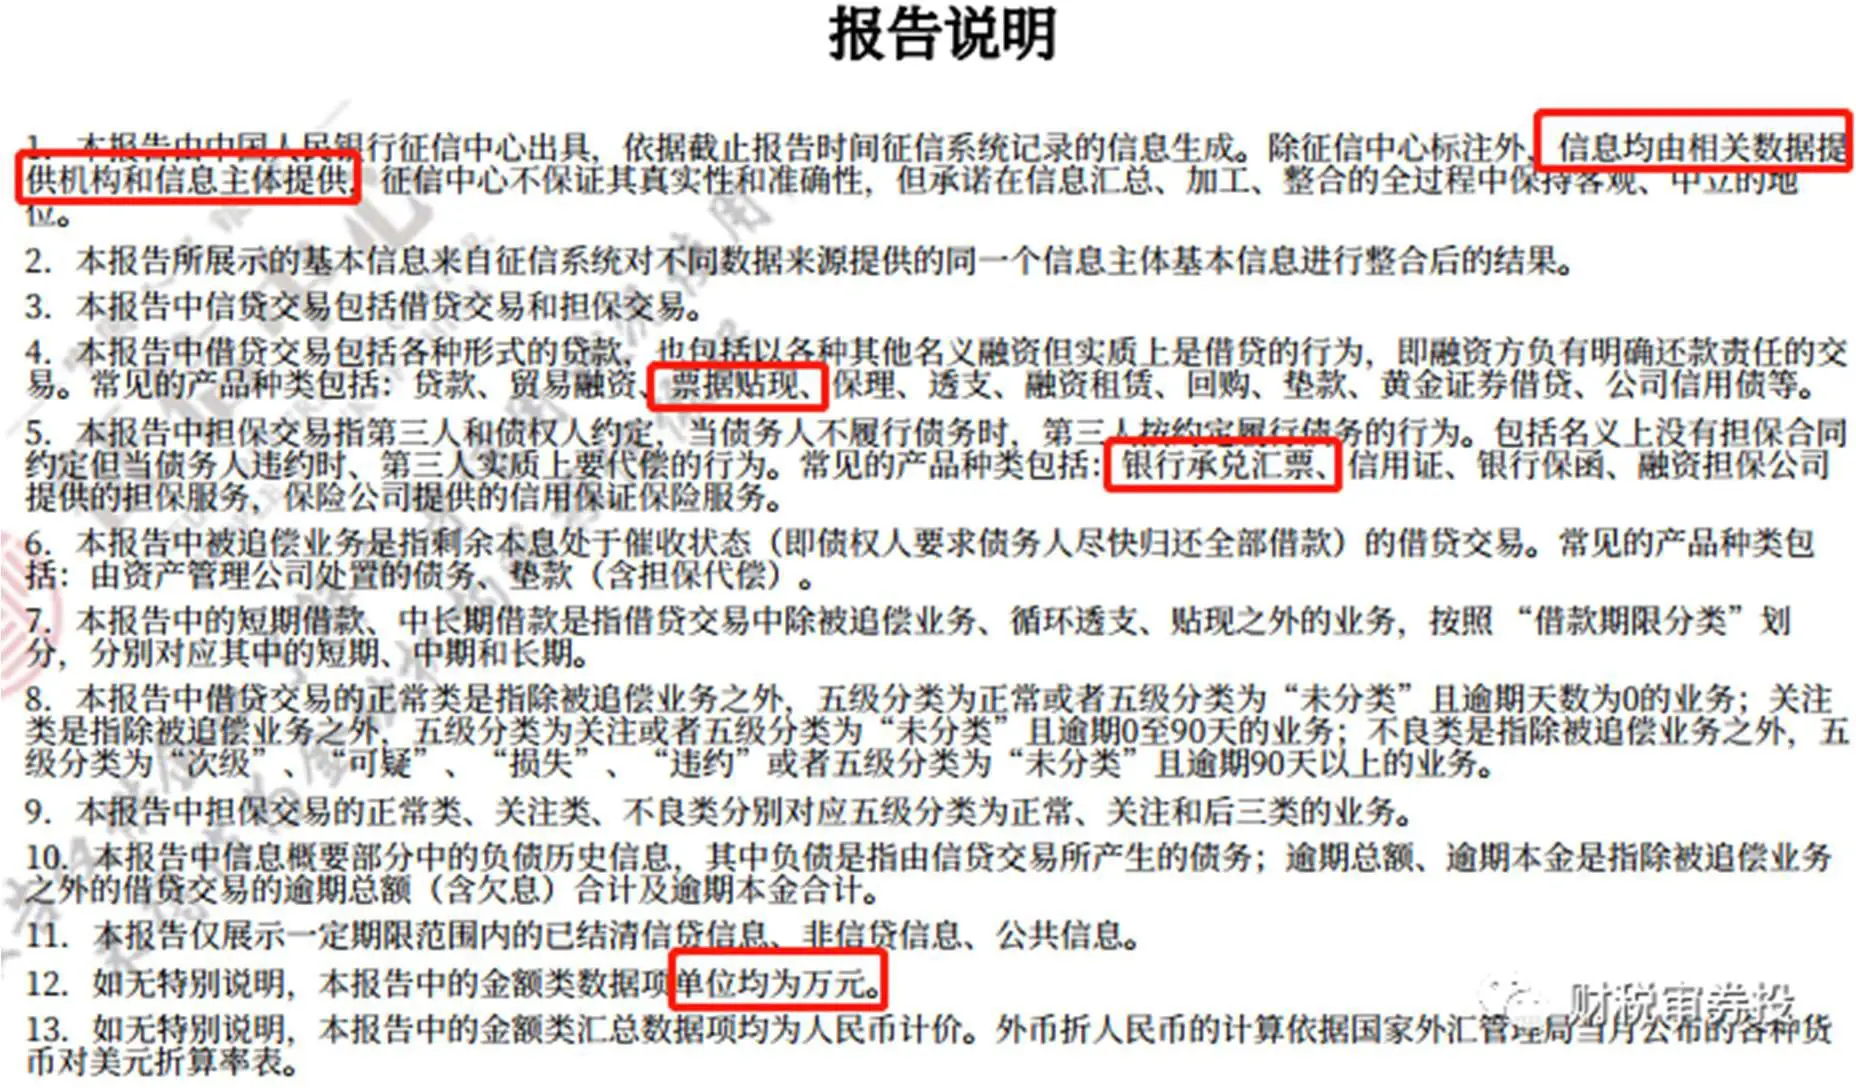 报告说明
1. 本报告由中国人民银行征信中心出具，依据截止报告时间征信系统记录的信息生成。除征信中心标注外，信息均由相关数据提
供机构和信息主体提供，征信中心不保证其真实性和准确性，但承诺在信息汇总、加工、整合的全过程中保持客观、中立的地
位。
2. 本报告所展示的基本信息来自征信系统对不同数据来源提供的同一个信息主体基本信息进行整合后的结果。
3. 本报告中信贷交易包括借贷交易和担保交易。
4. 本报告中借贷交易包括各种形式的贷款，也包括以各种其他名义融资但实质上是借贷的行为，即融资方负有明确还款责任的交
易。常见的产品种类包括：贷款、贸易融资、票据贴现、保理、透支、融资租赁、回购、垫款、黄金证券借贷、公司信用债等。
5. 本报告中担保交易指第三人和债权人约定，当债务人不履行债务时，第三人按约定履行债务的行为。包括名义上没有担保合同
约定但当债务人违约时、第三人实质上要代偿的行为。常见的产品种类包括：银行承兑汇票、信用证、银行保函、融资担保公司
提供的担保服务，保险公司提供的信用保证保险服务。
6. 本报告中被追偿业务是指剩余本息处于催收状态（即债权人要求债务人尽快归还全部借款）的借贷交易。常见的产品种类包
括：由资产管理公司处置的债务、垫款（含担保代偿）。
7. 本报告中的短期借款、中长期借款是指借贷交易中除被追偿业务、循环透支、贴现之外的业务，按照“借款期限分类”划
分，分别对应其中的短期、中期和长期。
8. 本报告中借贷交易的正常类是指除被追偿业务之外，五级分类为正常或者五级分类为“未分类”且逾期天数为0的业务；关注
类是指除被追偿业务之外，五级分类为关注或者五级分类为“未分类”且逾期0至90天的业务；不良类是指除被追偿业务之外，五
级分类为“次级”、“可疑”、“损失”、“违约”或者五级分类为“未分类”且逾期90天以上的业务。
9. 本报告中担保交易的正常类、关注类、不良类分别对应五级分类为正常、关注和后三类的业务。
10. 本报告中信息概要部分中的负债历史信息，其中负债是指由信贷交易所产生的债务；逾期总额、逾期本金是指除被追偿业务
之外的借贷交易的逾期总额（含欠息）合计及逾期本金合计。
11. 本报告仅展示一定期限范围内的已结清信贷信息、非信贷信息、公共信息。
12. 如无特别说明，本报告中的金额类数据项单位均为万元。
13. 如无特别说明，本报告中的金额类汇总数据项均为人民币计价。外币折人民币的计算依据国家外汇管理局当月公布的各种货
币对美元折算率表。
财税审券投